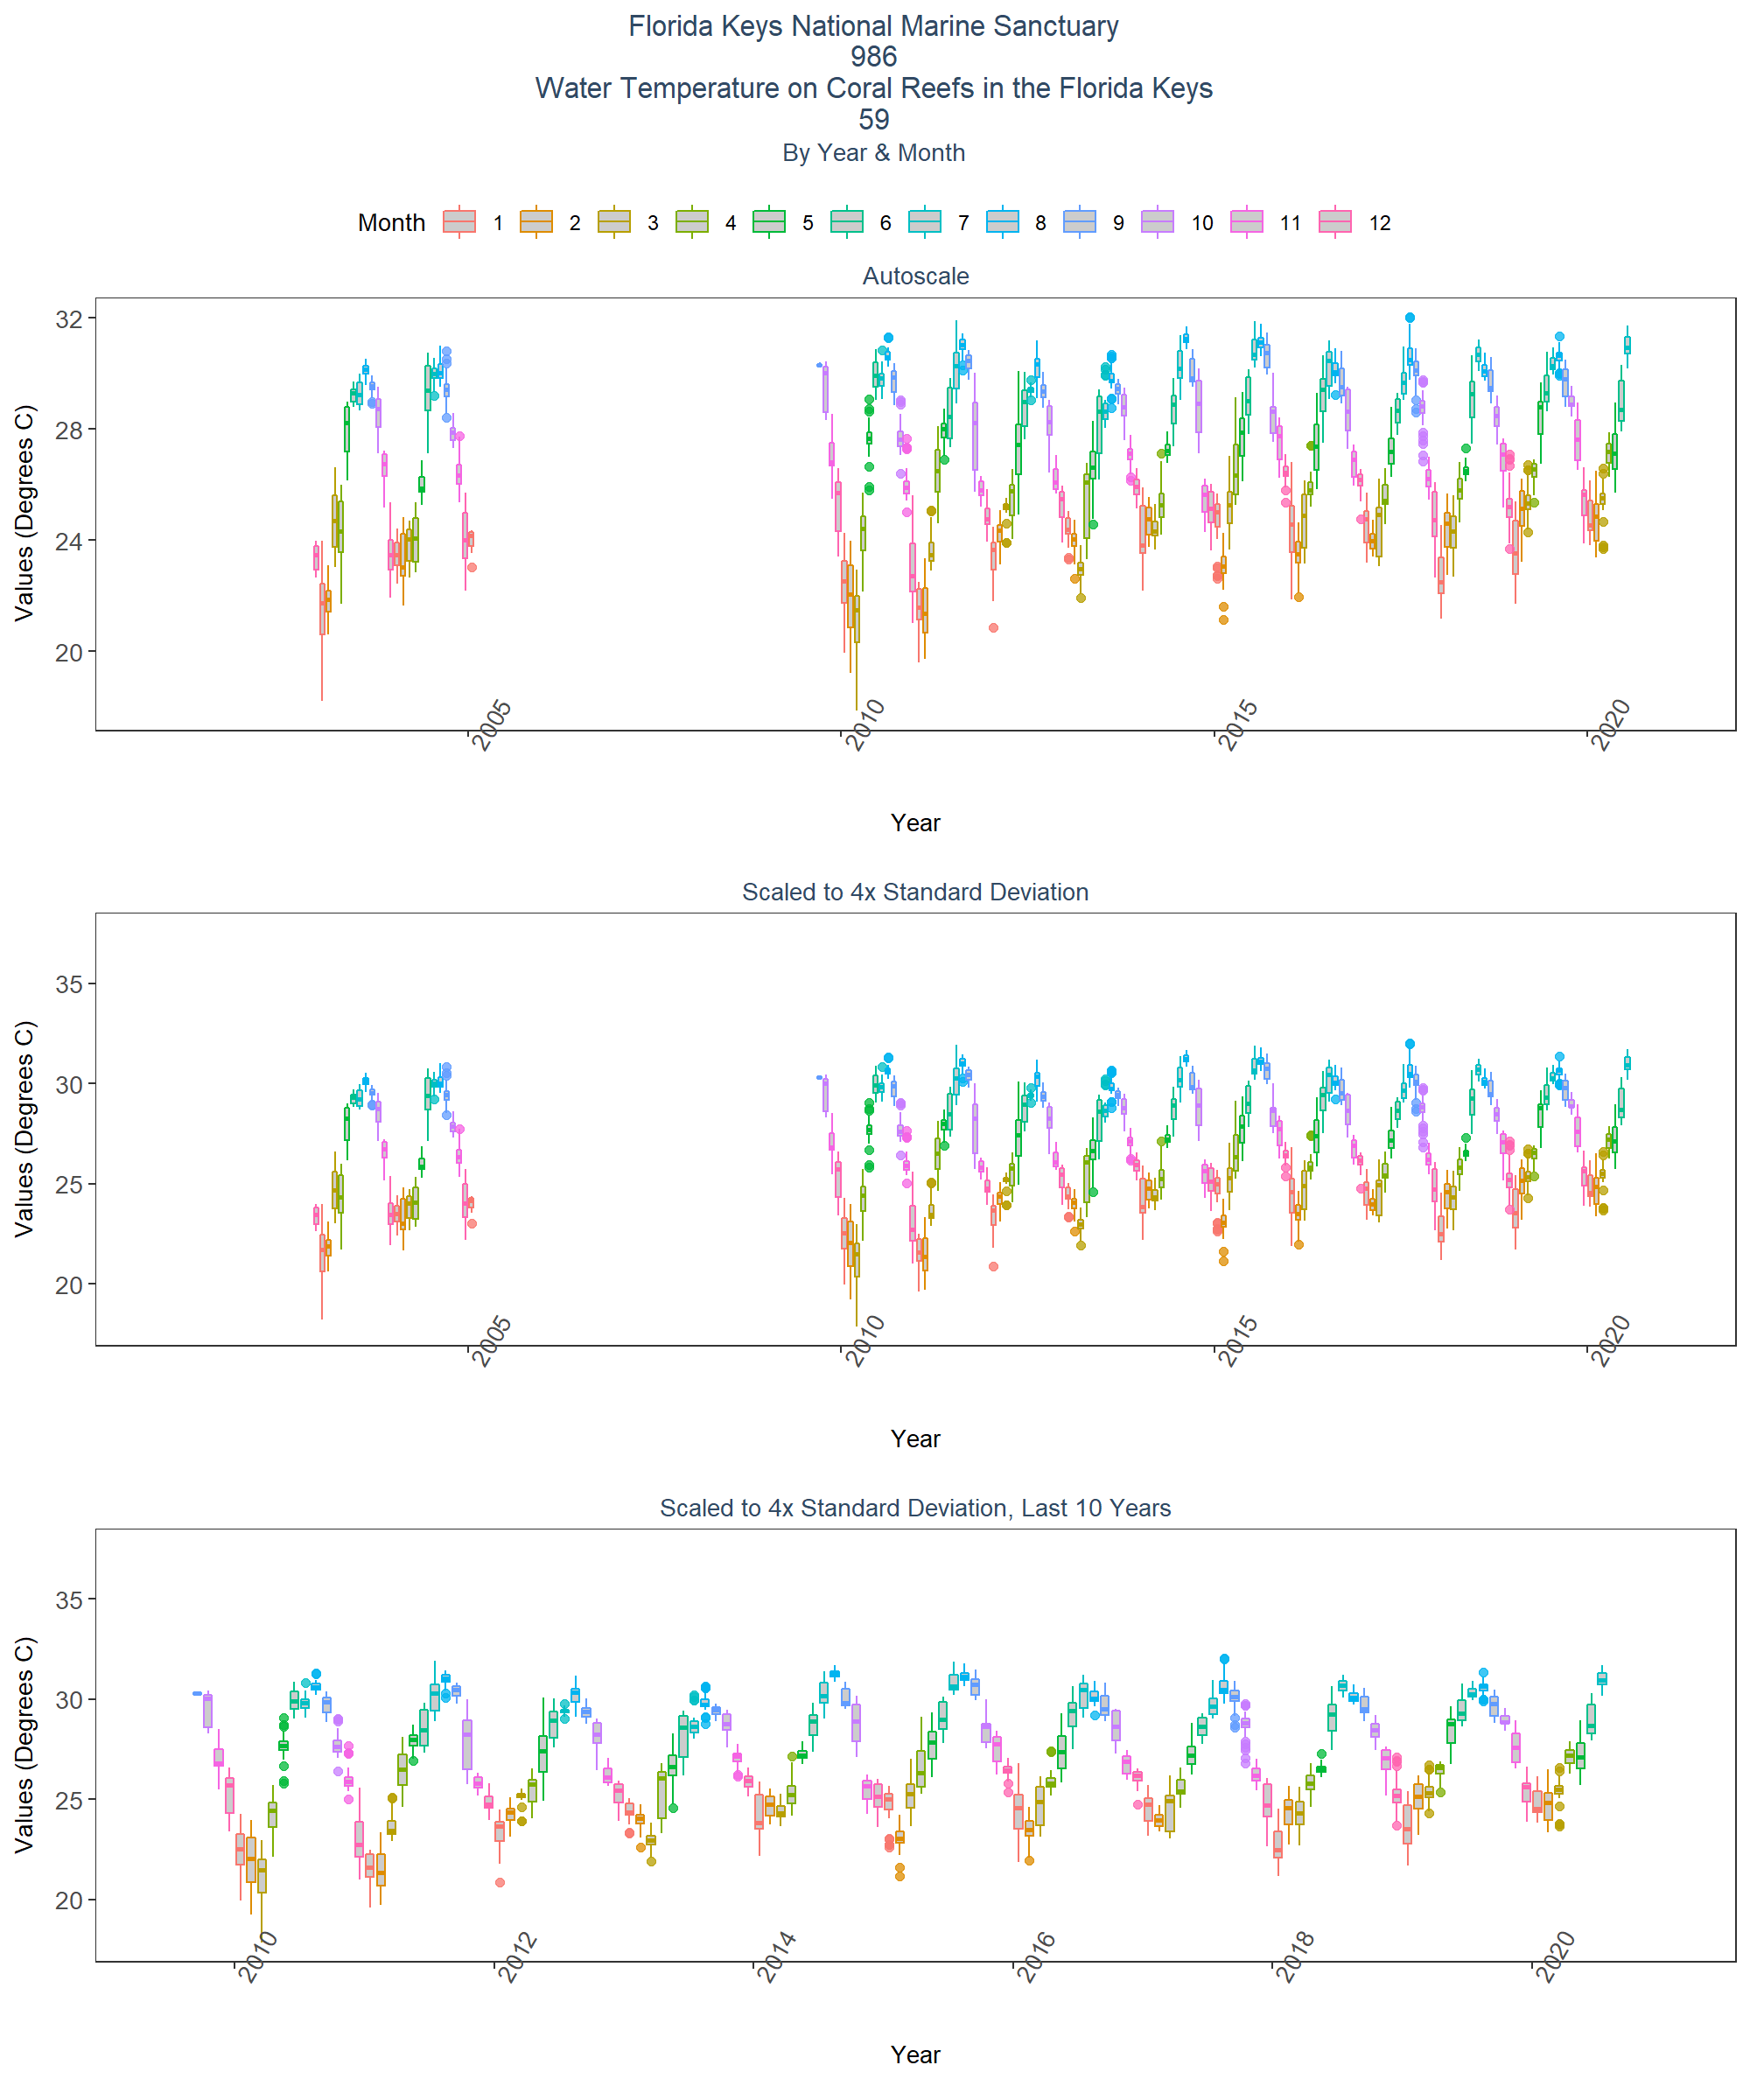 Florida Keys National Marine Sanctuary
986
Water Temperature on Coral Reefs in the Florida Keys
59
By Year & Month
Month 1 2 3 4 5 6 7 8 9 10 11 12
Autoscale
Values (Degrees C)
32
28
24
20
2005 2010 2015 2020
Year
Scaled to 4x Standard Deviation
Values (Degrees C)
35
30
25
20
2005 2010 2015 2020
Year
Scaled to 4x Standard Deviation, Last 10 Years
Values (Degrees C)
35
30
25
20
2010 2012 2014 2016 2018 2020
Year